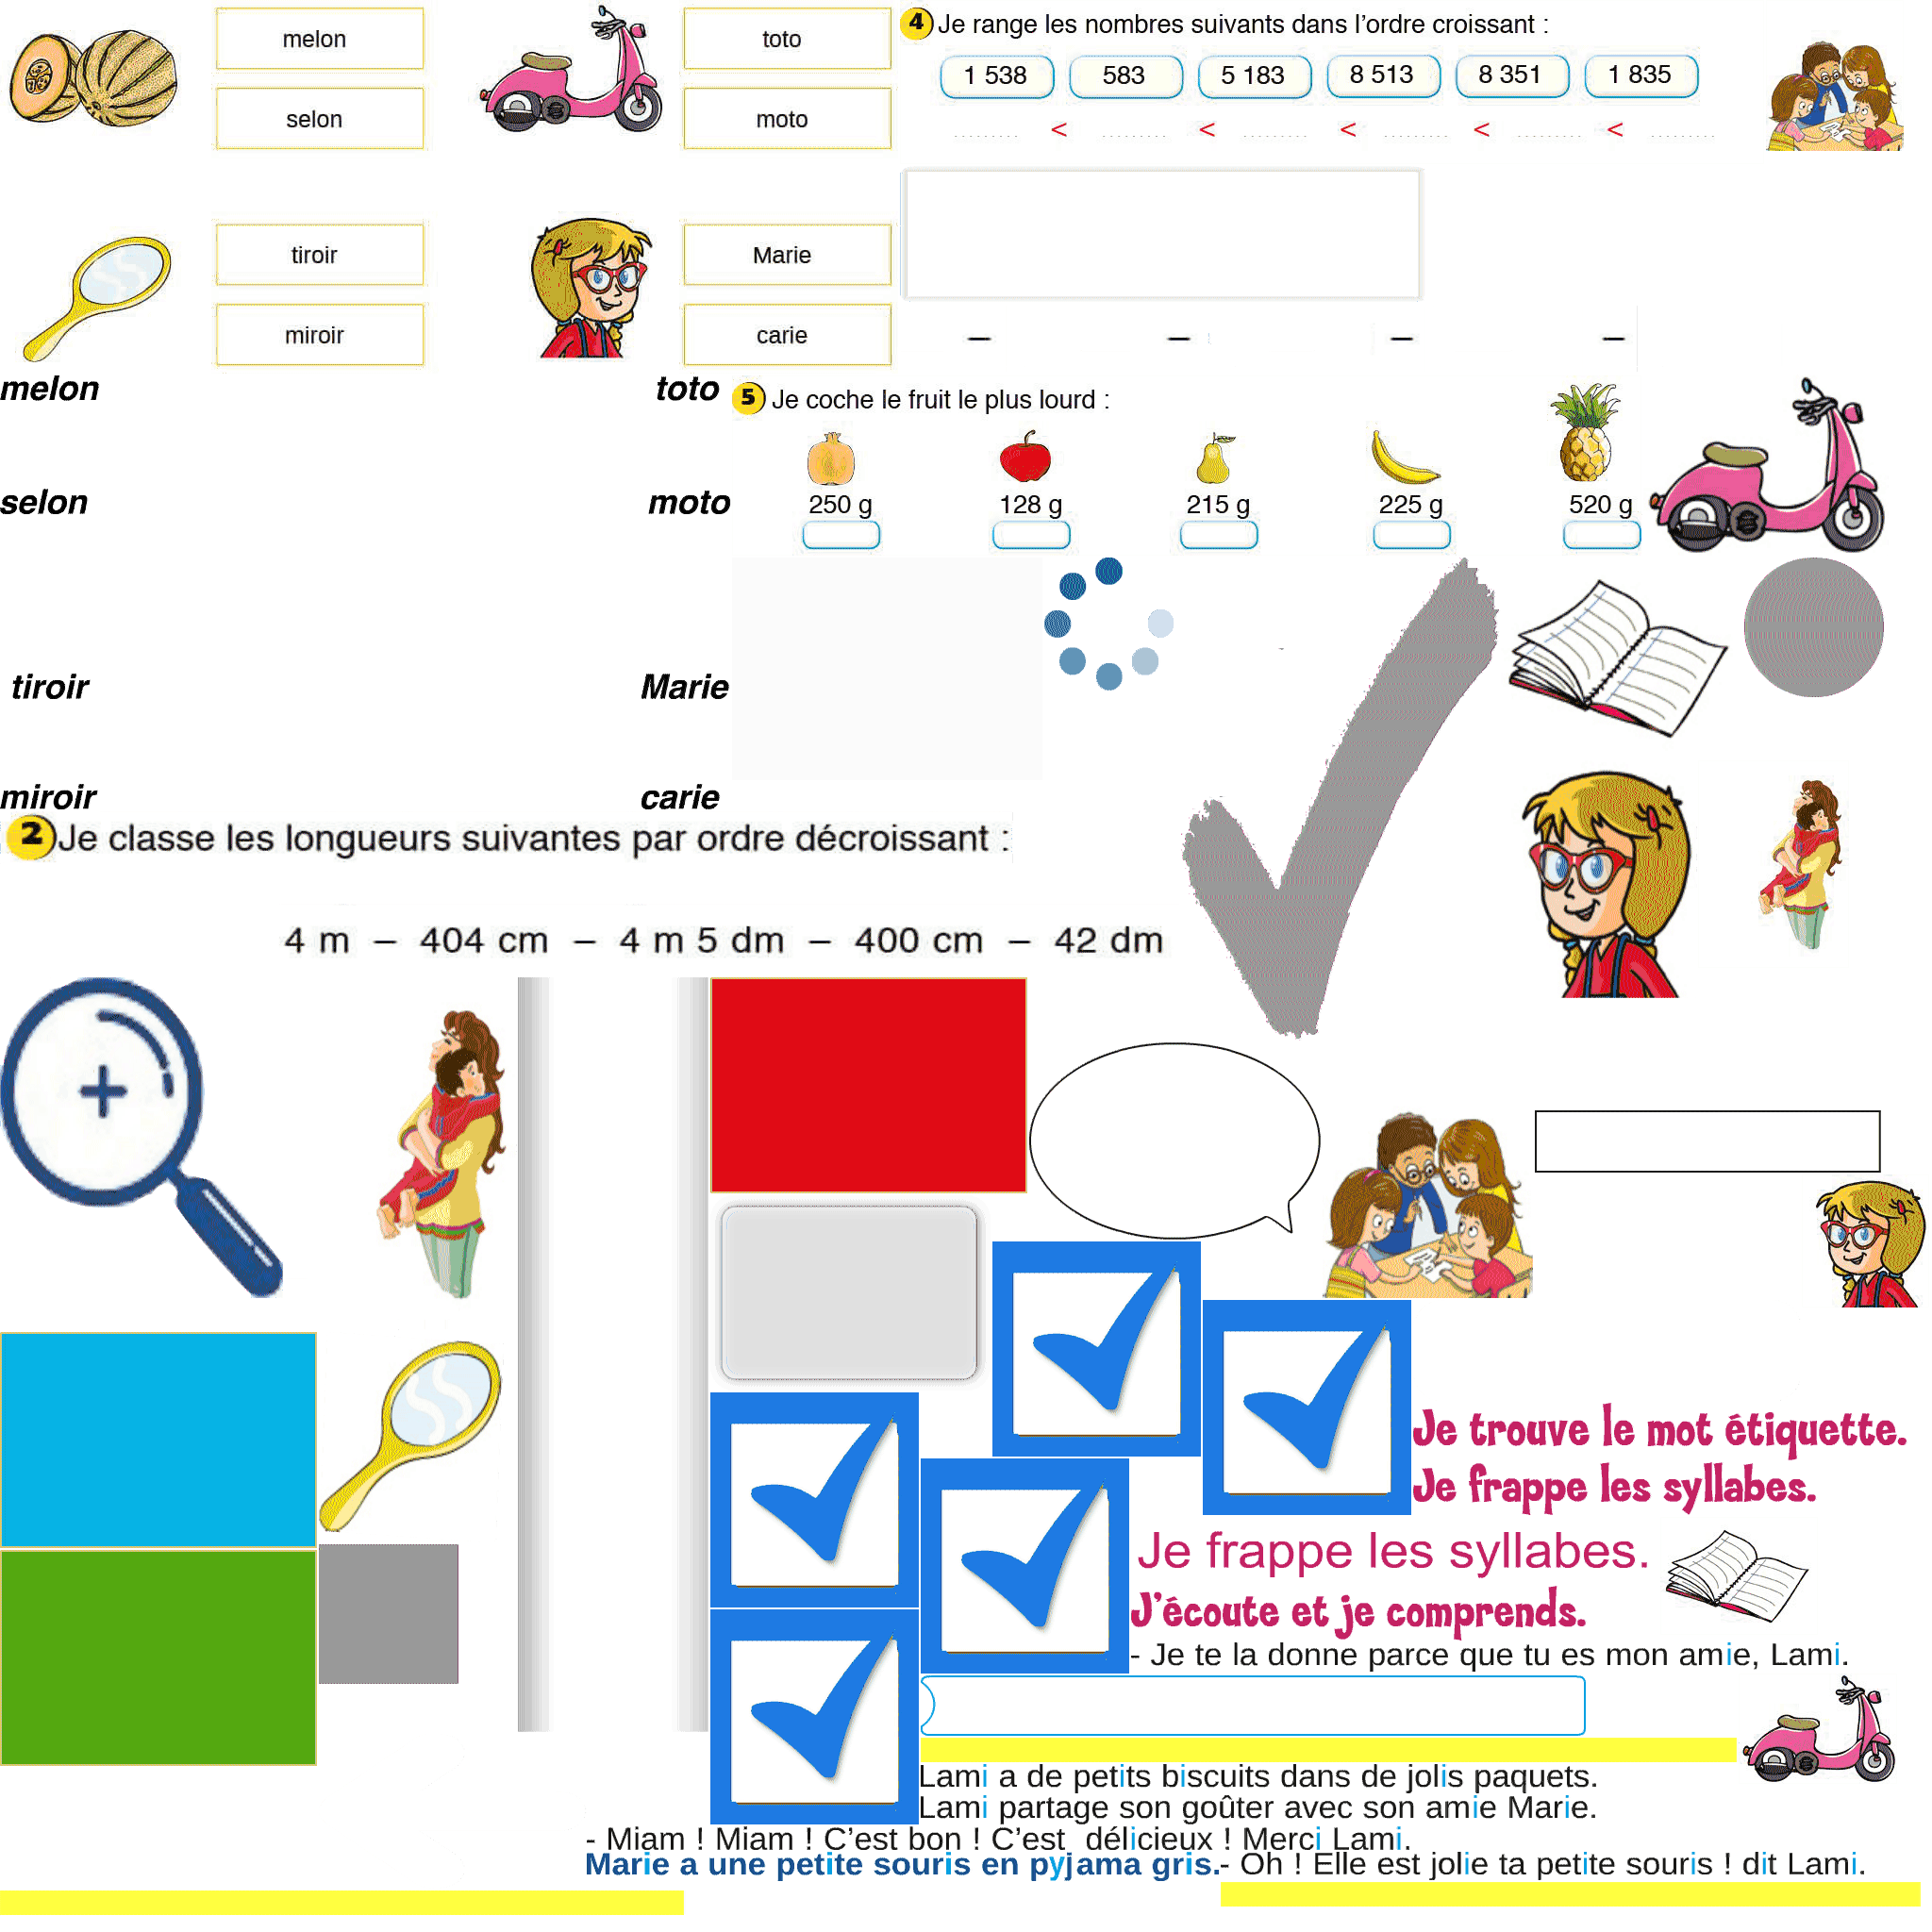 melon
selon
toto
moto
4 Je range les nombres suivants dans l’ordre croissant :
1 538 583 5 183 8 513 8 351 1 835
.......... < .......... < .......... < .......... < .......... < ..........
tiroir
miroir
Marie
carie
– – – –
melon
toto
5 Je coche le fruit le plus lourd :
selon
moto
250 g 128 g 215 g 225 g 520 g
tiroir
Marie
miroir
carie
2 Je classe les longueurs suivantes par ordre décroissant :
4 m – 404 cm – 4 m 5 dm – 400 cm – 42 dm
Je trouve le mot étiquette.
Je frappe les syllabes.
Je frappe les syllabes.
J’écoute et je comprends.
- Je te la donne parce que tu es mon amie, Lami.
Lami a de petits biscuits dans de jolis paquets.
Lami partage son goûter avec son amie Marie.
- Miam ! Miam ! C’est bon ! C’est délicieux ! Merci Lami.
Marie a une petite souris en pyjama gris.
- Oh ! Elle est jolie ta petite souris ! dit Lami.